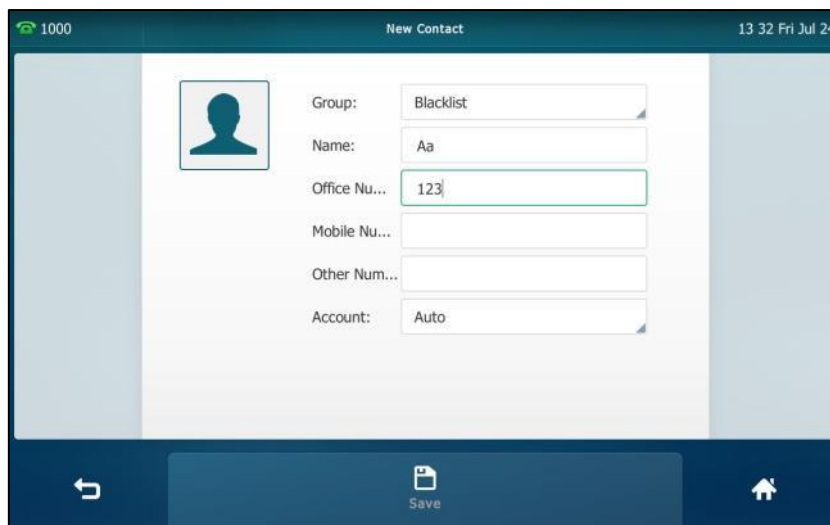 1000 New Contact 13 32 Fri Jul 24
Group: Blacklist
Name: Aa
Office Nu... 123
Mobile Nu...
Other Num...
Account: Auto
Save